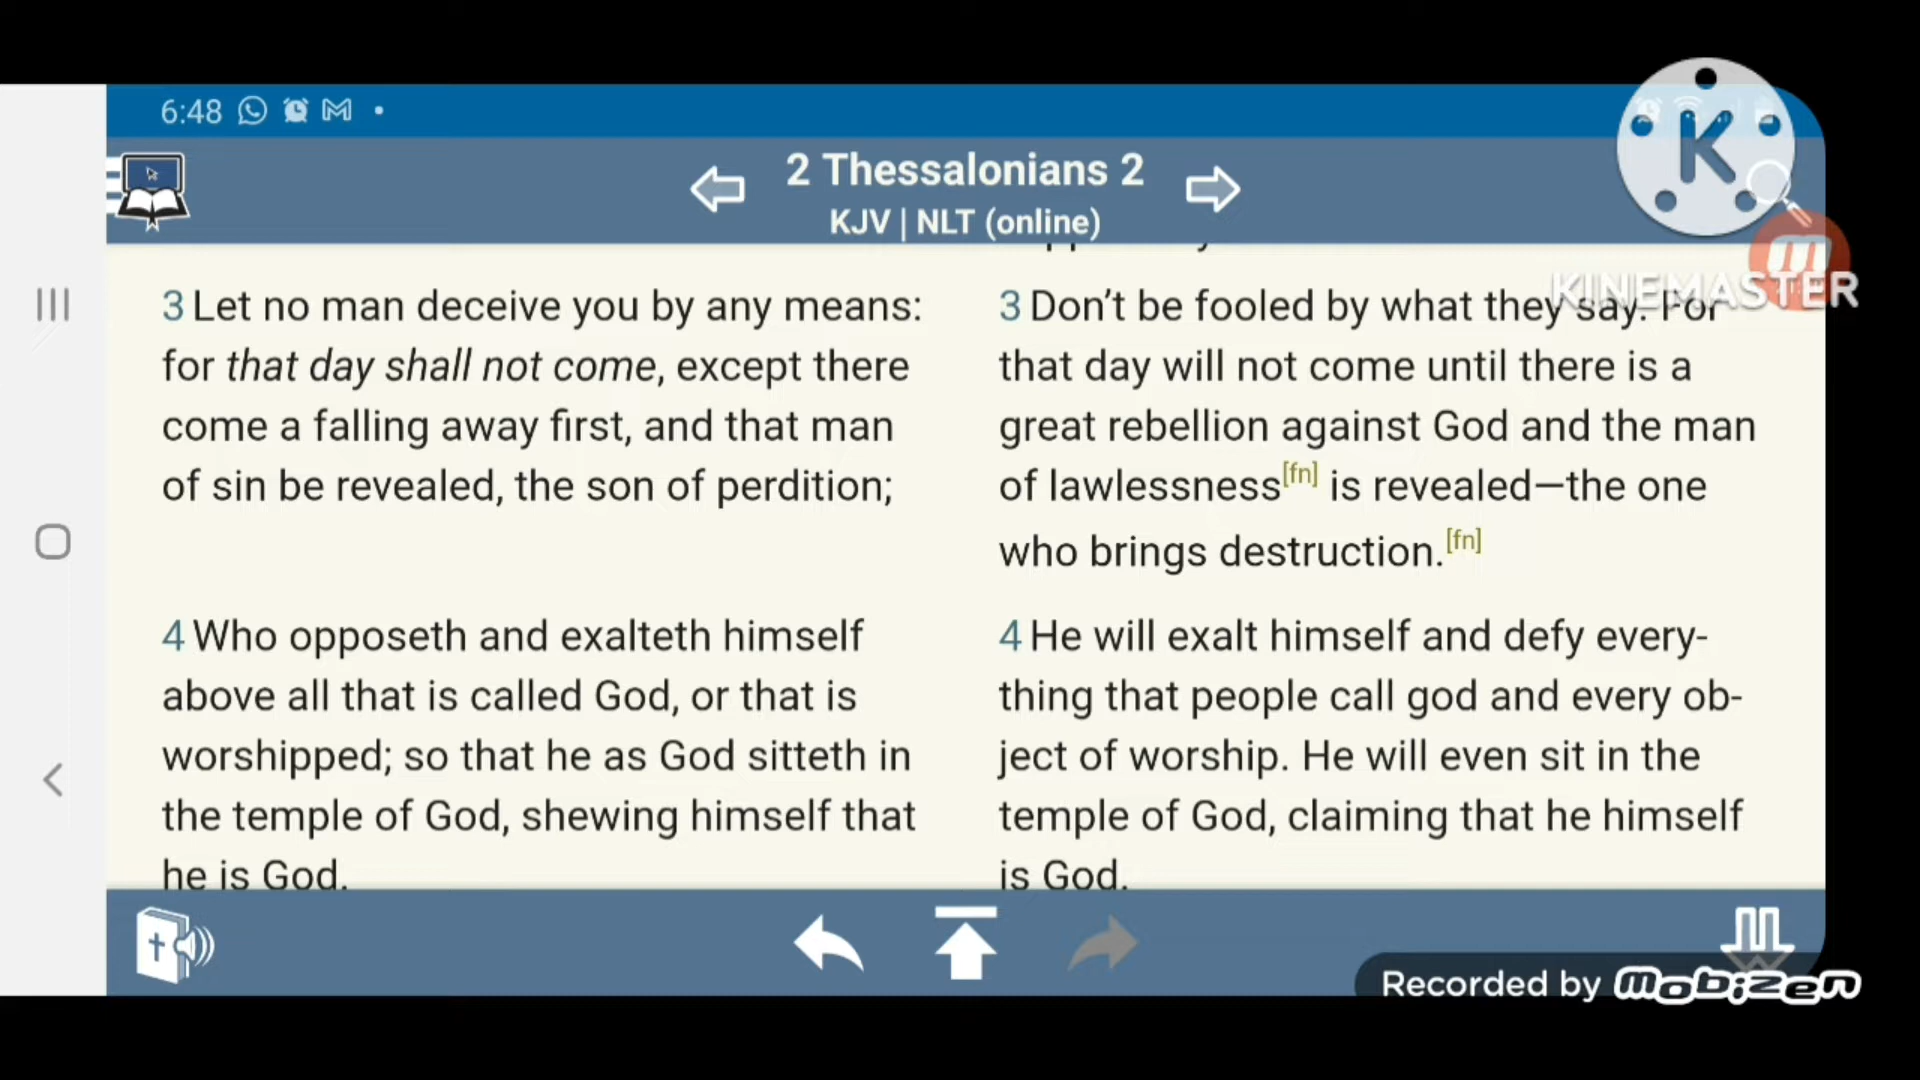 6:48
2 Thessalonians 2
KJV | NLT (online)
K
KINEMASTER
3 Let no man deceive you by any means:
for that day shall not come, except there
come a falling away first, and that man
of sin be revealed, the son of perdition;
4 Who opposeth and exalteth himself
above all that is called God, or that is
worshipped; so that he as God sitteth in
the temple of God, shewing himself that
he is God.
3 Don’t be fooled by what they say. For
that day will not come until there is a
great rebellion against God and the man
of lawlessness[fn] is revealed—the one
who brings destruction.[fn]
4 He will exalt himself and defy every-
thing that people call god and every ob-
ject of worship. He will even sit in the
temple of God, claiming that he himself
is God.
Recorded by mobizen